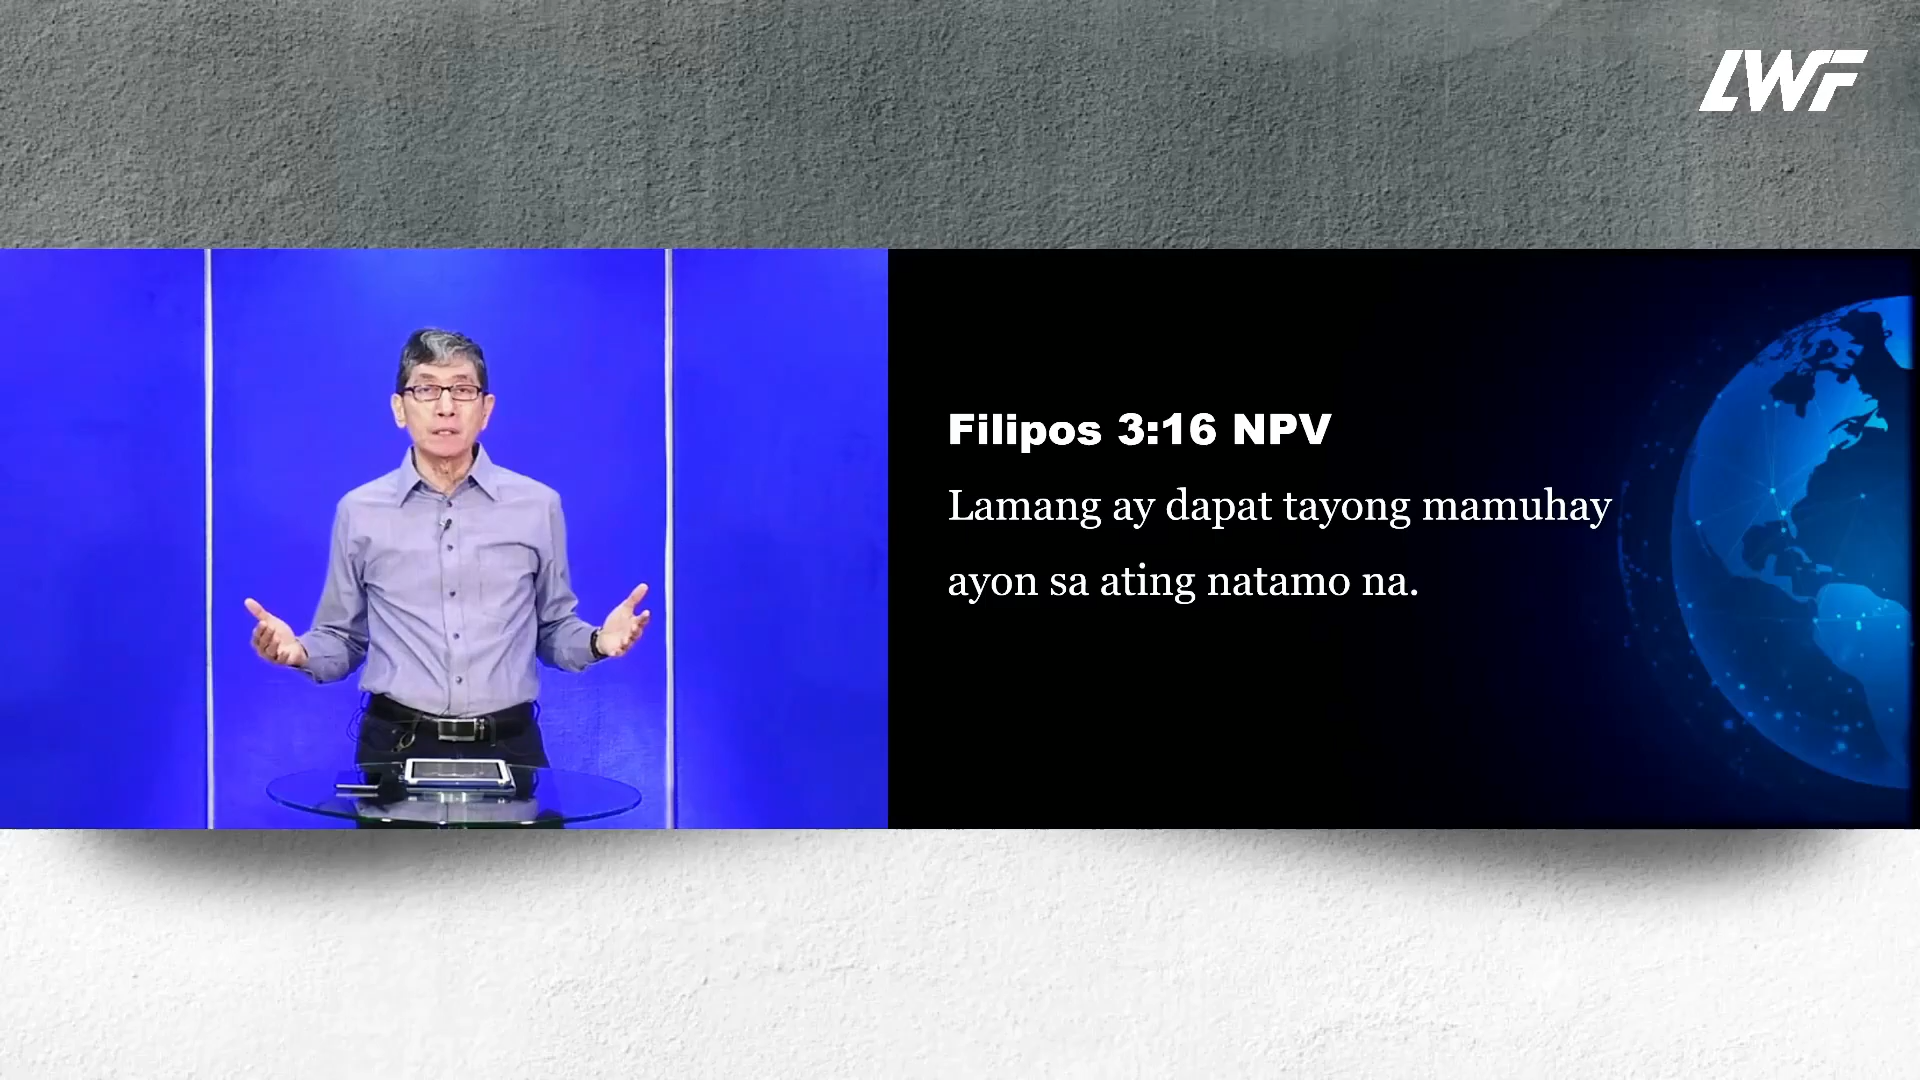 LWF
Filipos 3:16 NPV
Lamang ay dapat tayong mamuhay
ayon sa ating natamo na.